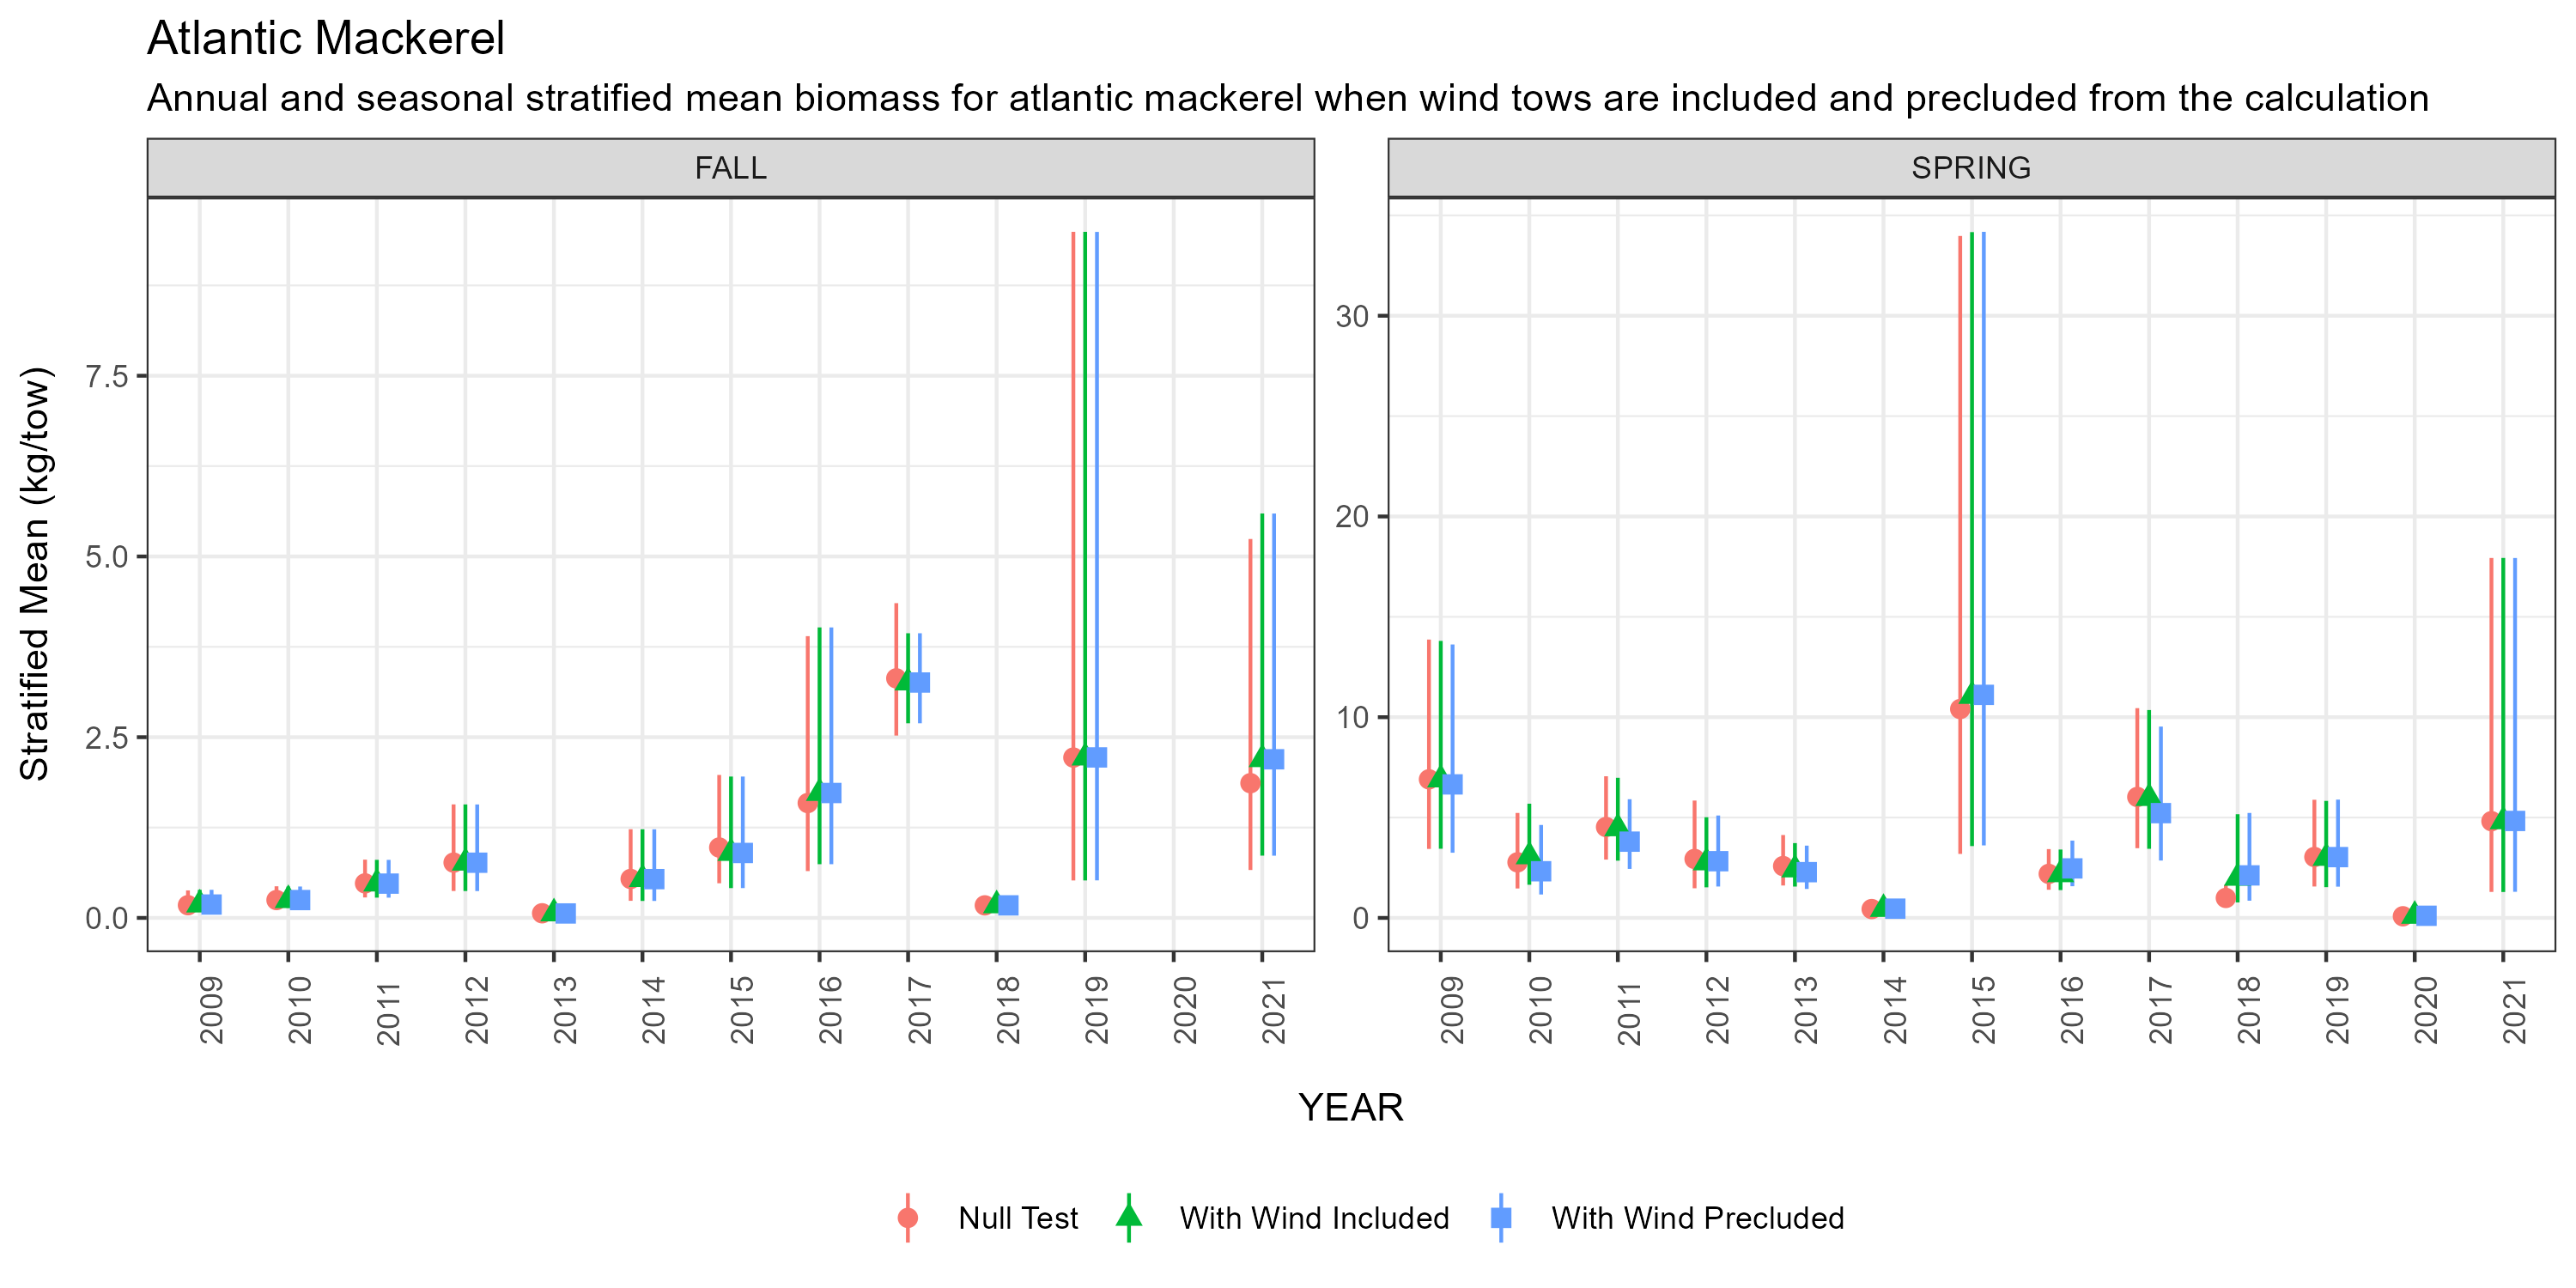 Atlantic Mackerel
Annual and seasonal stratified mean biomass for atlantic mackerel when wind tows are included and precluded from the calculation
FALL
SPRING
Stratified Mean (kg/tow)
7.5
5.0
2.5
0.0
30
20
10
0
2009 2010 2011 2012 2013 2014 2015 2016 2017 2018 2019 2020 2021
2009 2010 2011 2012 2013 2014 2015 2016 2017 2018 2019 2020 2021
YEAR
Null Test With Wind Included With Wind Precluded